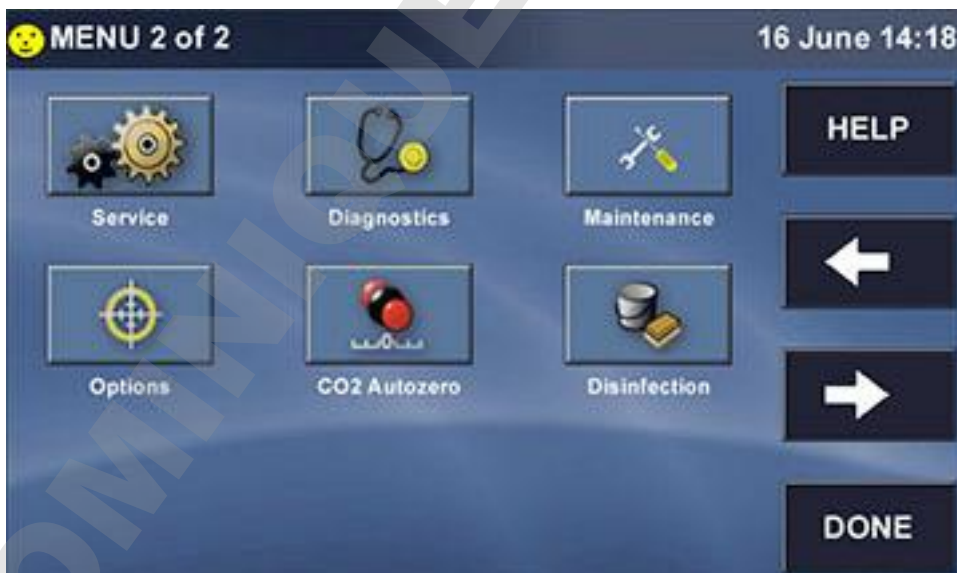 MENU 2 of 2
16 June 14:18
HELP
Service
Diagnostics
Maintenance
Options
CO2 Autozero
Disinfection
DONE